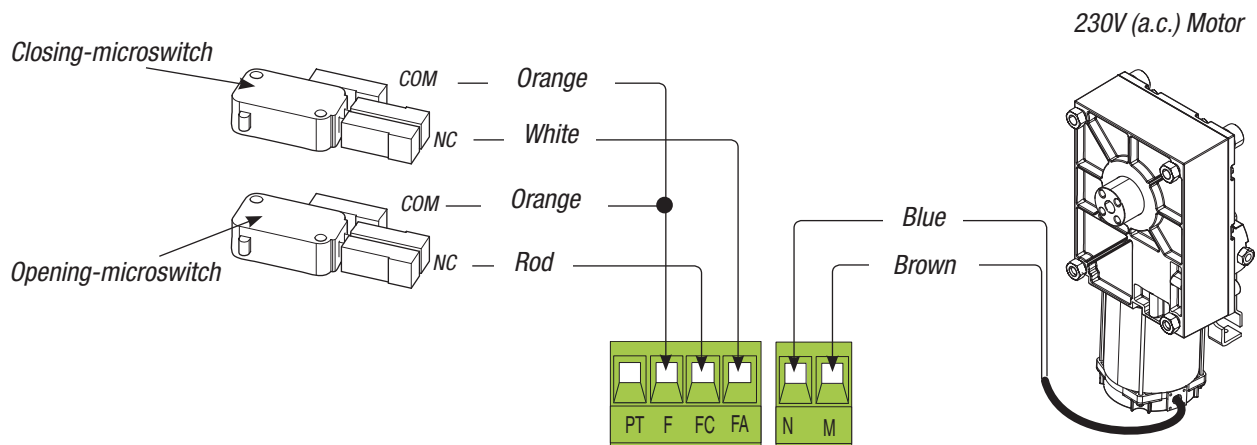 230V (a.c.) Motor
Closing-microswitch
COM
Orange
NC
White
COM
Orange
Opening-microswitch
NC
Rod
Blue
Brown
PT F FC FA
N M